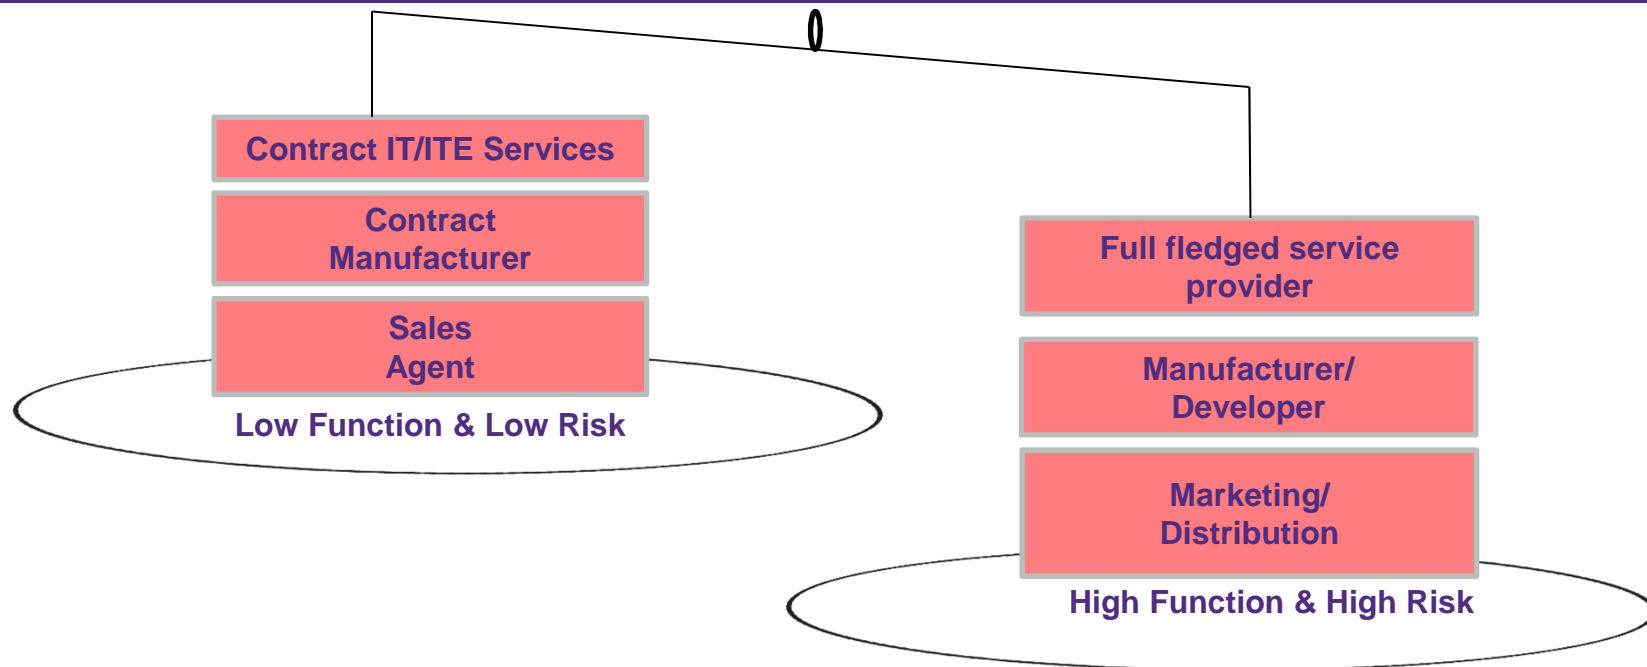 Contract IT/ITE Services
Contract
Manufacturer
Sales
Agent
Low Function & Low Risk
Full fledged service
provider
Manufacturer/
Developer
Marketing/
Distribution
High Function & High Risk